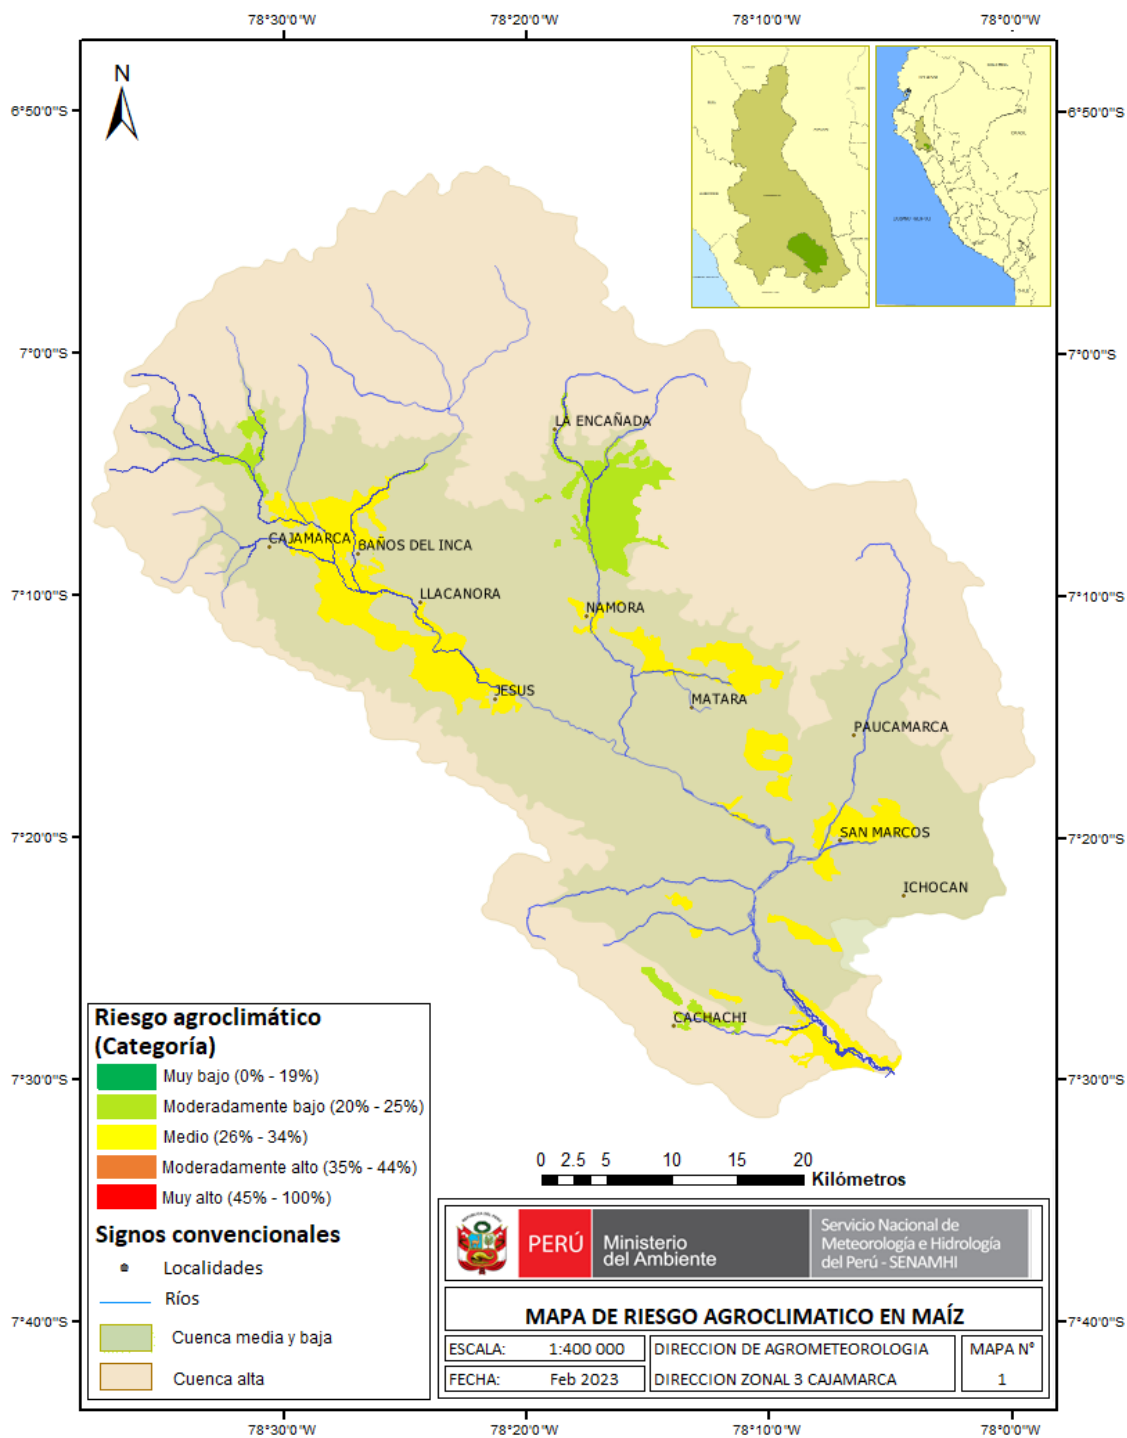 78°30'0"W 78°20'0"W 78°10'0"W 78°0'0"W
N
6°50'0"S 6°50'0"S
7°0'0"S 7°0'0"S
LA ENCAÑADA
CAJAMARCA
BAÑOS DEL INCA
7°10'0"S 7°10'0"S
LLACANORA
NAMORA
JESUS
MATARA
PAUCAMARCA
7°20'0"S 7°20'0"S
SAN MARCOS
ICHOCAN
CACHACHI
7°30'0"S 7°30'0"S
Riesgo agroclimático
(Categoría)
Muy bajo (0% - 19%)
Moderadamente bajo (20% - 25%)
Medio (26% - 34%)
Moderadamente alto (35% - 44%)
Muy alto (45% - 100%)
Signos convencionales
Localidades
Ríos
Cuenca media y baja
Cuenca alta
0 2.5 5 10 15 20
Kilómetros
PERÚ
Ministerio
del Ambiente
Servicio Nacional de
Meteorología e Hidrología
del Perú - SENAMHI
MAPA DE RIESGO AGROCLIMATICO EN MAÍZ
7°40'0"S 7°40'0"S
ESCALA: 1:400 000 DIRECCION DE AGROMETEOROLOGIA MAPA N°
FECHA: Feb 2023 DIRECCION ZONAL 3 CAJAMARCA 1
78°30'0"W 78°20'0"W 78°10'0"W 78°0'0"W